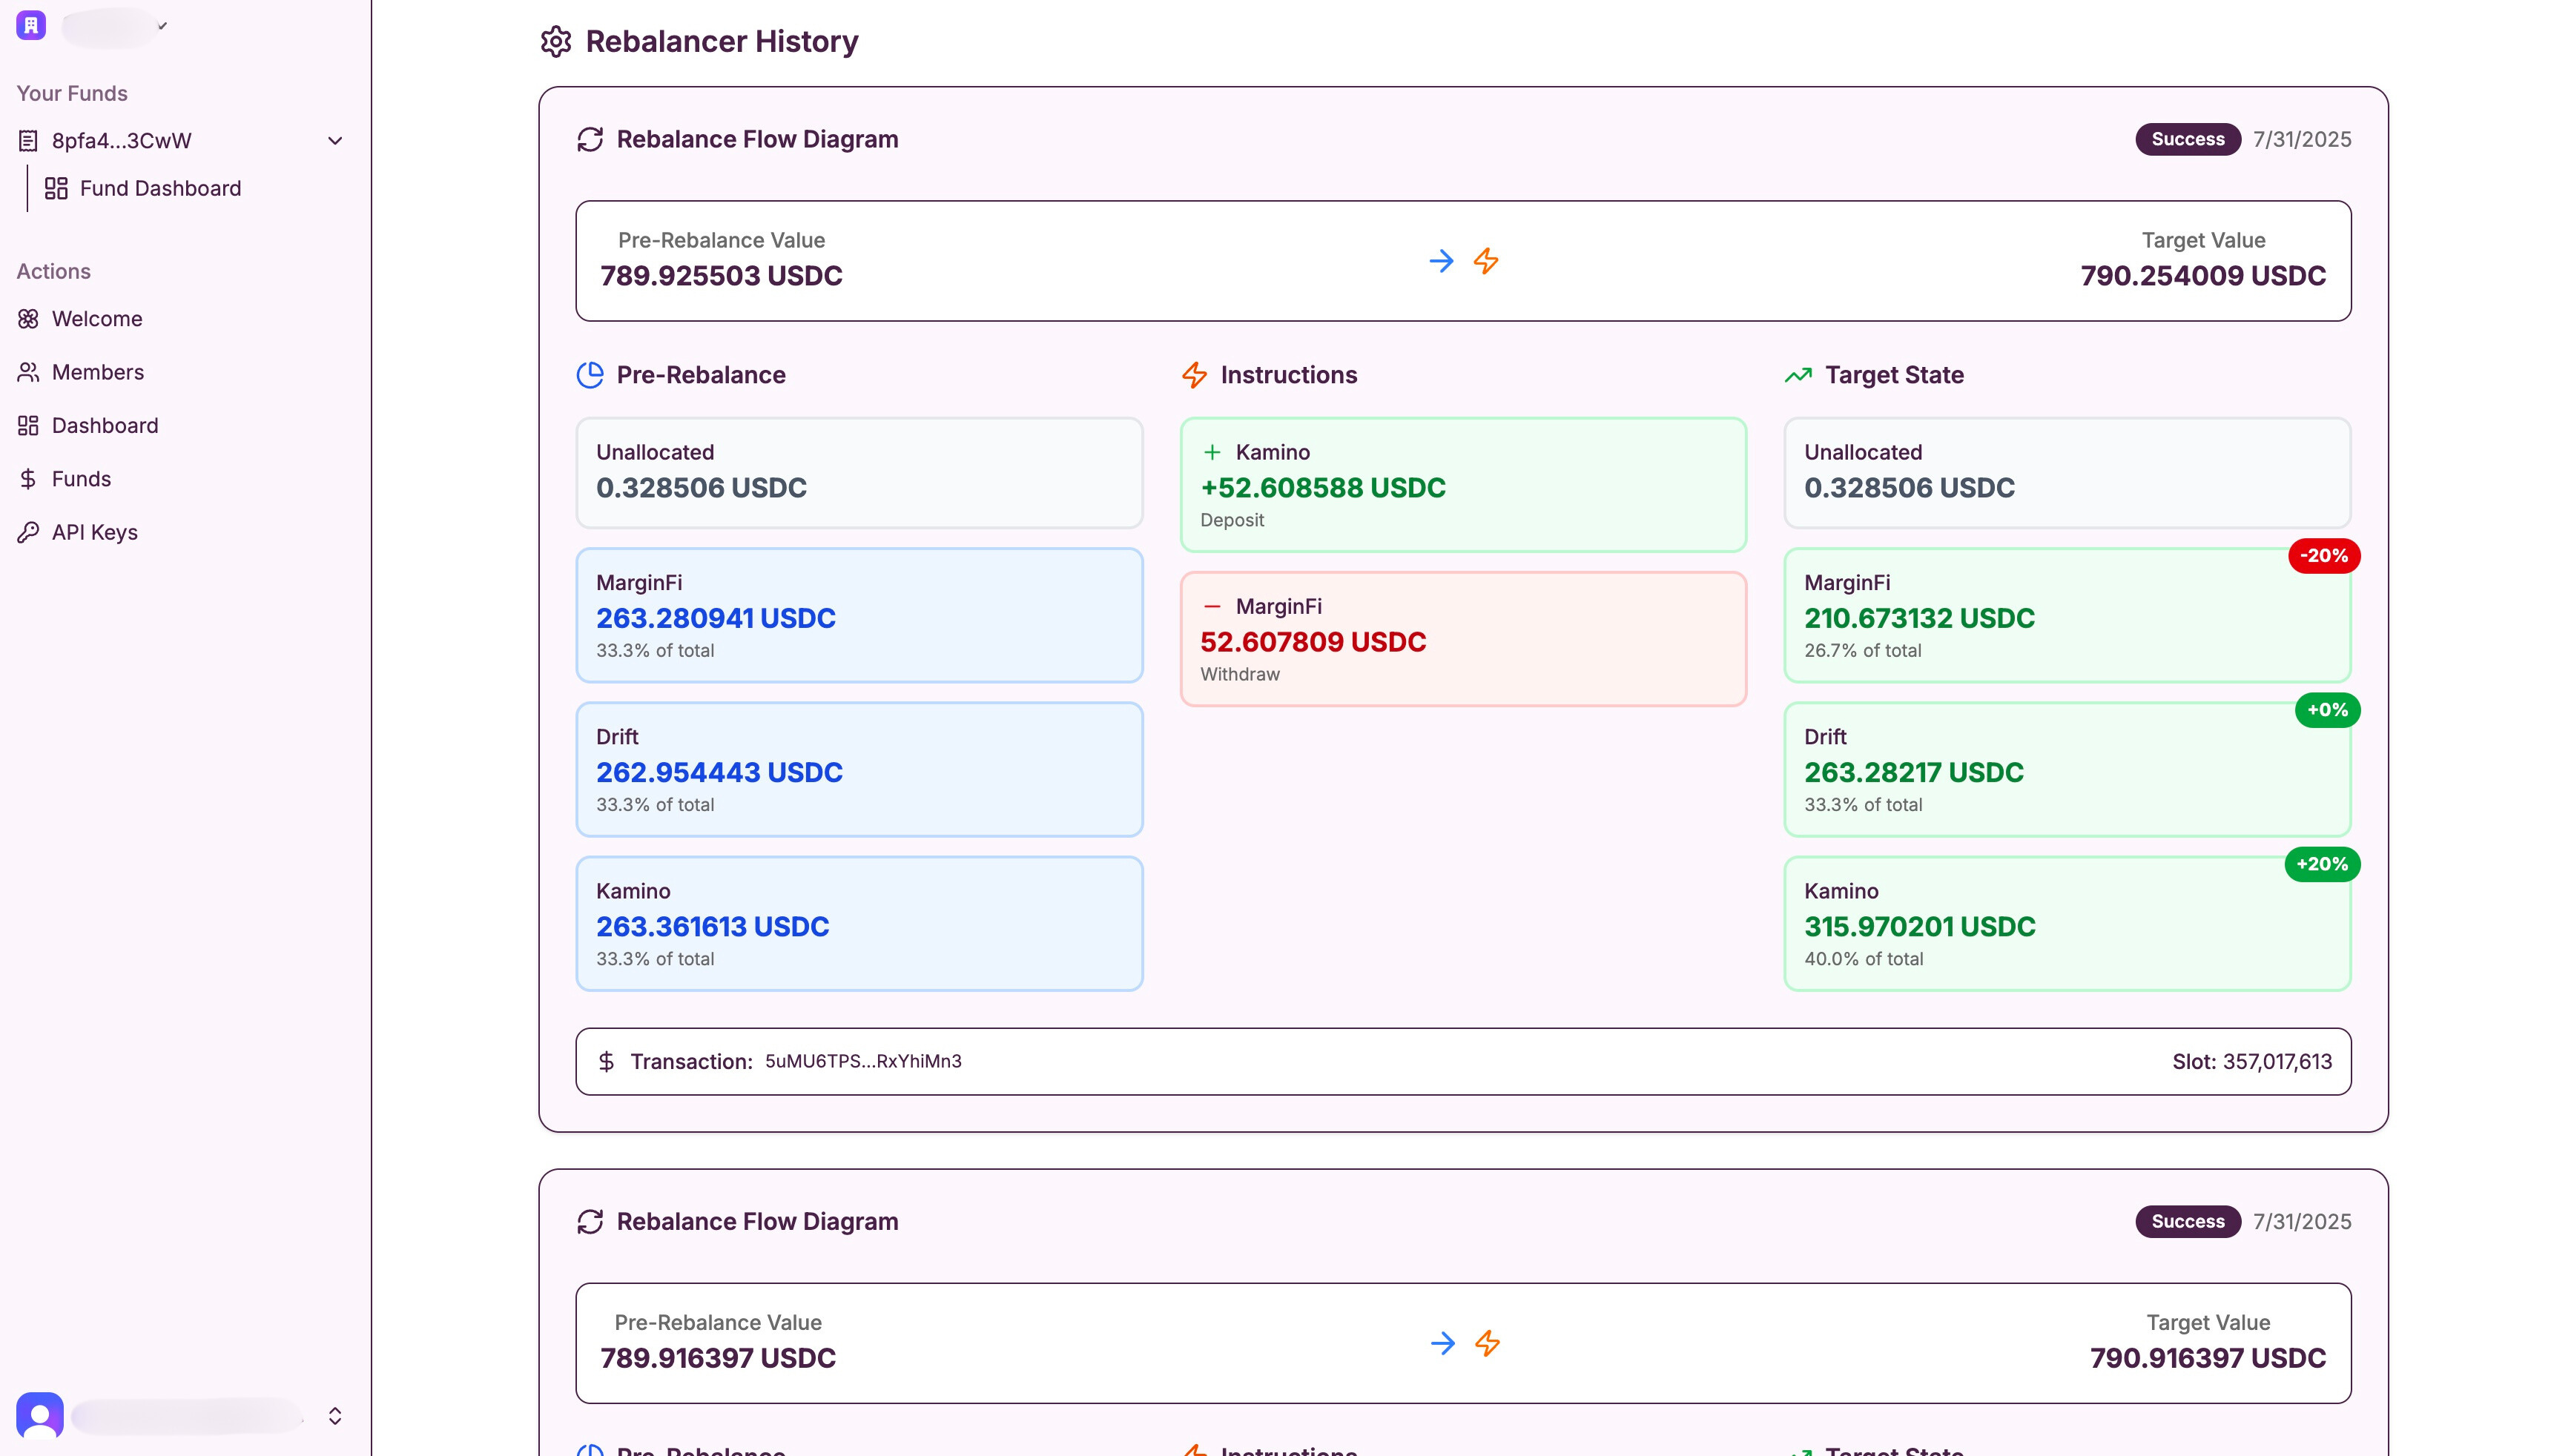 Your Funds
8pfa4...3CwW
Fund Dashboard
Actions
Welcome
Members
Dashboard
Funds
API Keys
Rebalancer History
Rebalance Flow Diagram
Success 7/31/2025
Pre-Rebalance Value
789.925503 USDC
Target Value
790.254009 USDC
Pre-Rebalance
Unallocated
0.328506 USDC
MarginFi
263.280941 USDC
33.3% of total
Drift
262.954443 USDC
33.3% of total
Kamino
263.361613 USDC
33.3% of total
Instructions
+ Kamino
+52.608588 USDC
Deposit
− MarginFi
52.607809 USDC
Withdraw
Target State
Unallocated
0.328506 USDC
-20%
MarginFi
210.673132 USDC
26.7% of total
+0%
Drift
263.28217 USDC
33.3% of total
+20%
Kamino
315.970201 USDC
40.0% of total
$ Transaction: 5uMU6TPS...RxYhiMn3
Slot: 357,017,613
Rebalance Flow Diagram
Success 7/31/2025
Pre-Rebalance Value
789.916397 USDC
Target Value
790.916397 USDC
Pre-Rebalance
Instructions
Target State